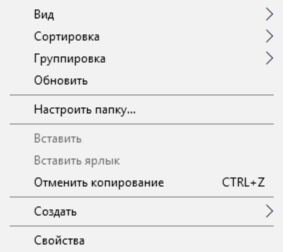 Вид
Сортировка
Группировка
Обновить
Настроить папку...
Вставить
Вставить ярлык
Отменить копирование CTRL+Z
Создать
Свойства